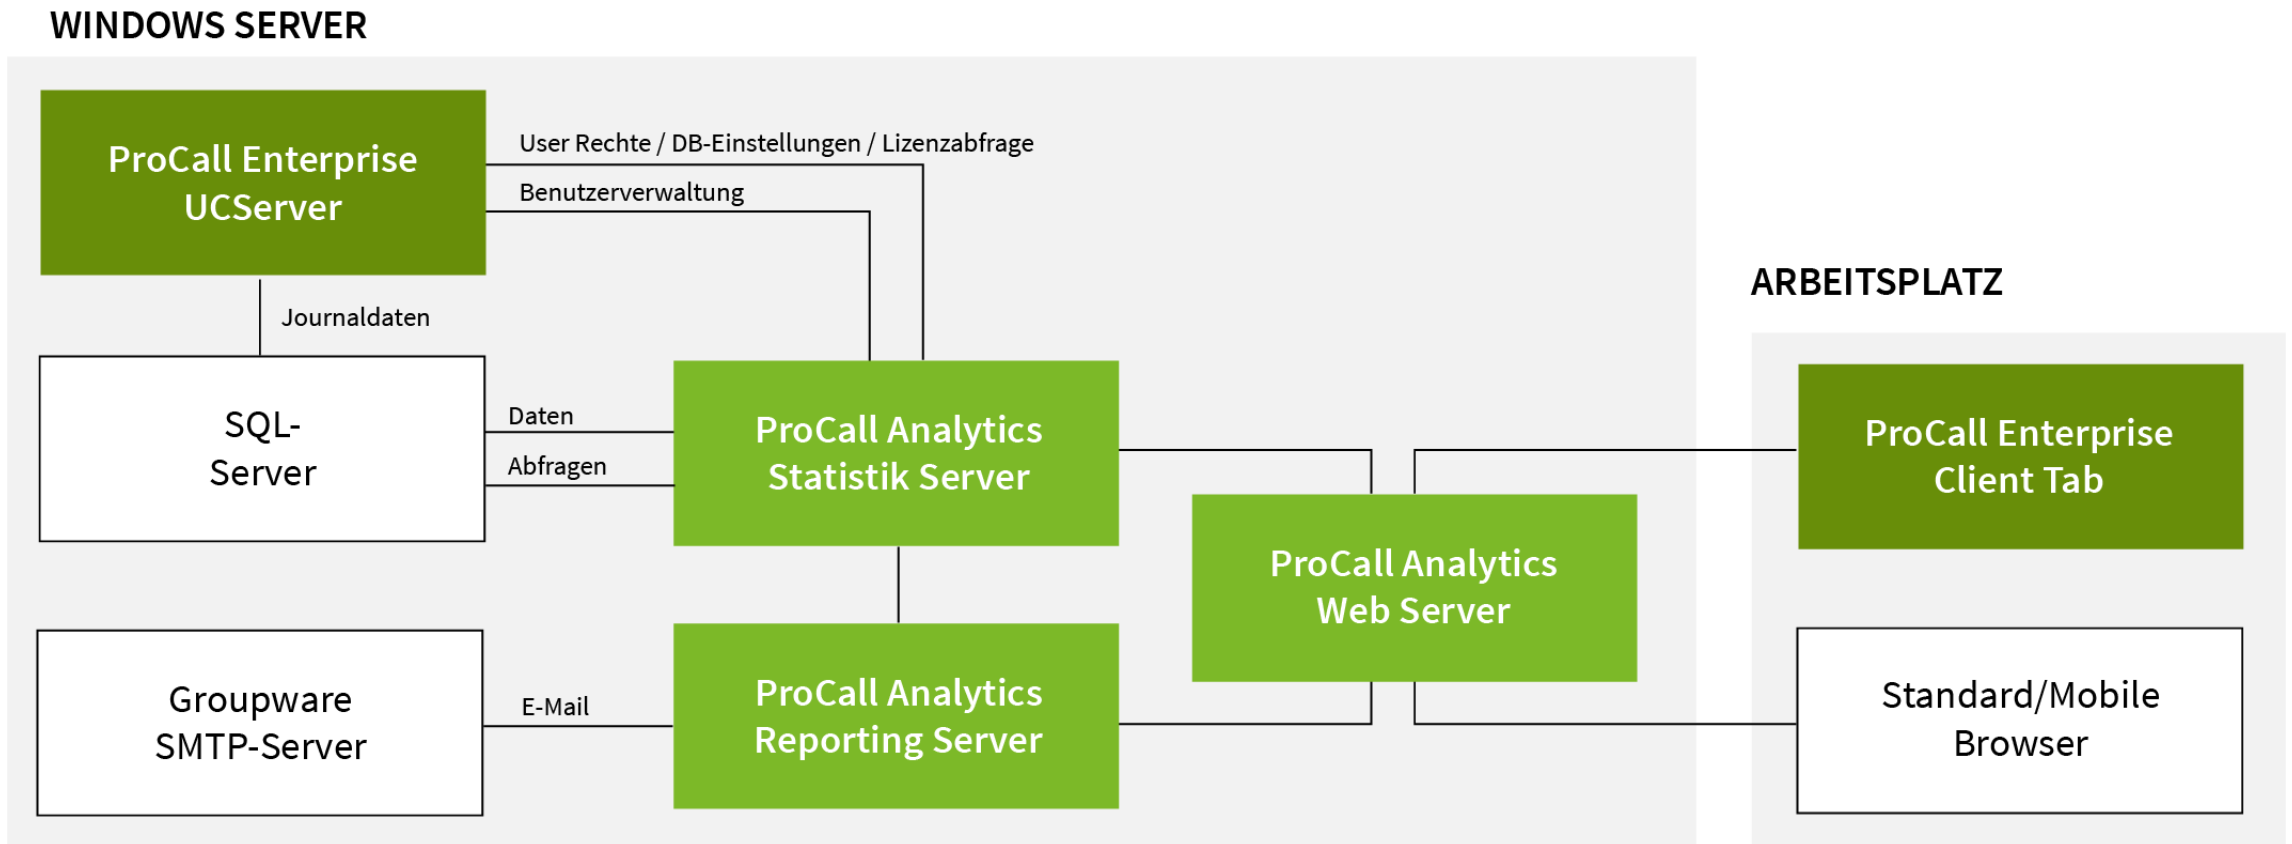 WINDOWS SERVER
ProCall Enterprise
UCServer
User Rechte / DB-Einstellungen / Lizenzabfrage
Benutzerverwaltung
Journaldaten
SQL-
Server
Daten
Abfragen
ProCall Analytics
Statistik Server
Groupware
SMTP-Server
E-Mail
ProCall Analytics
Reporting Server
ProCall Analytics
Web Server
ARBEITSPLATZ
ProCall Enterprise
Client Tab
Standard/Mobile
Browser